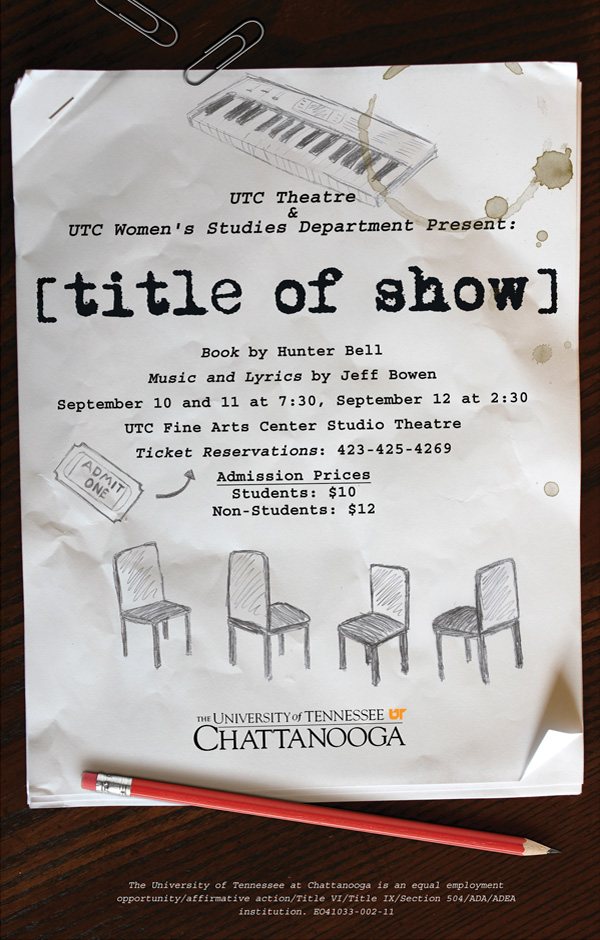 UTC Theatre
&
UTC Women's Studies Department Present:
[title of show]
Book by Hunter Bell
Music and Lyrics by Jeff Bowen
September 10 and 11 at 7:30, September 12 at 2:30
UTC Fine Arts Center Studio Theatre
Ticket Reservations: 423-425-4269
ADMIT
ONE
Admission Prices
Students: $10
Non-Students: $12
THE UNIVERSITY of TENNESSEE UT
CHATTANOOGA
The University of Tennessee at Chattanooga is an equal employment
opportunity/affirmative action/Title VI/Title IX/Section 504/ADA/ADEA
institution. EO41033-002-11